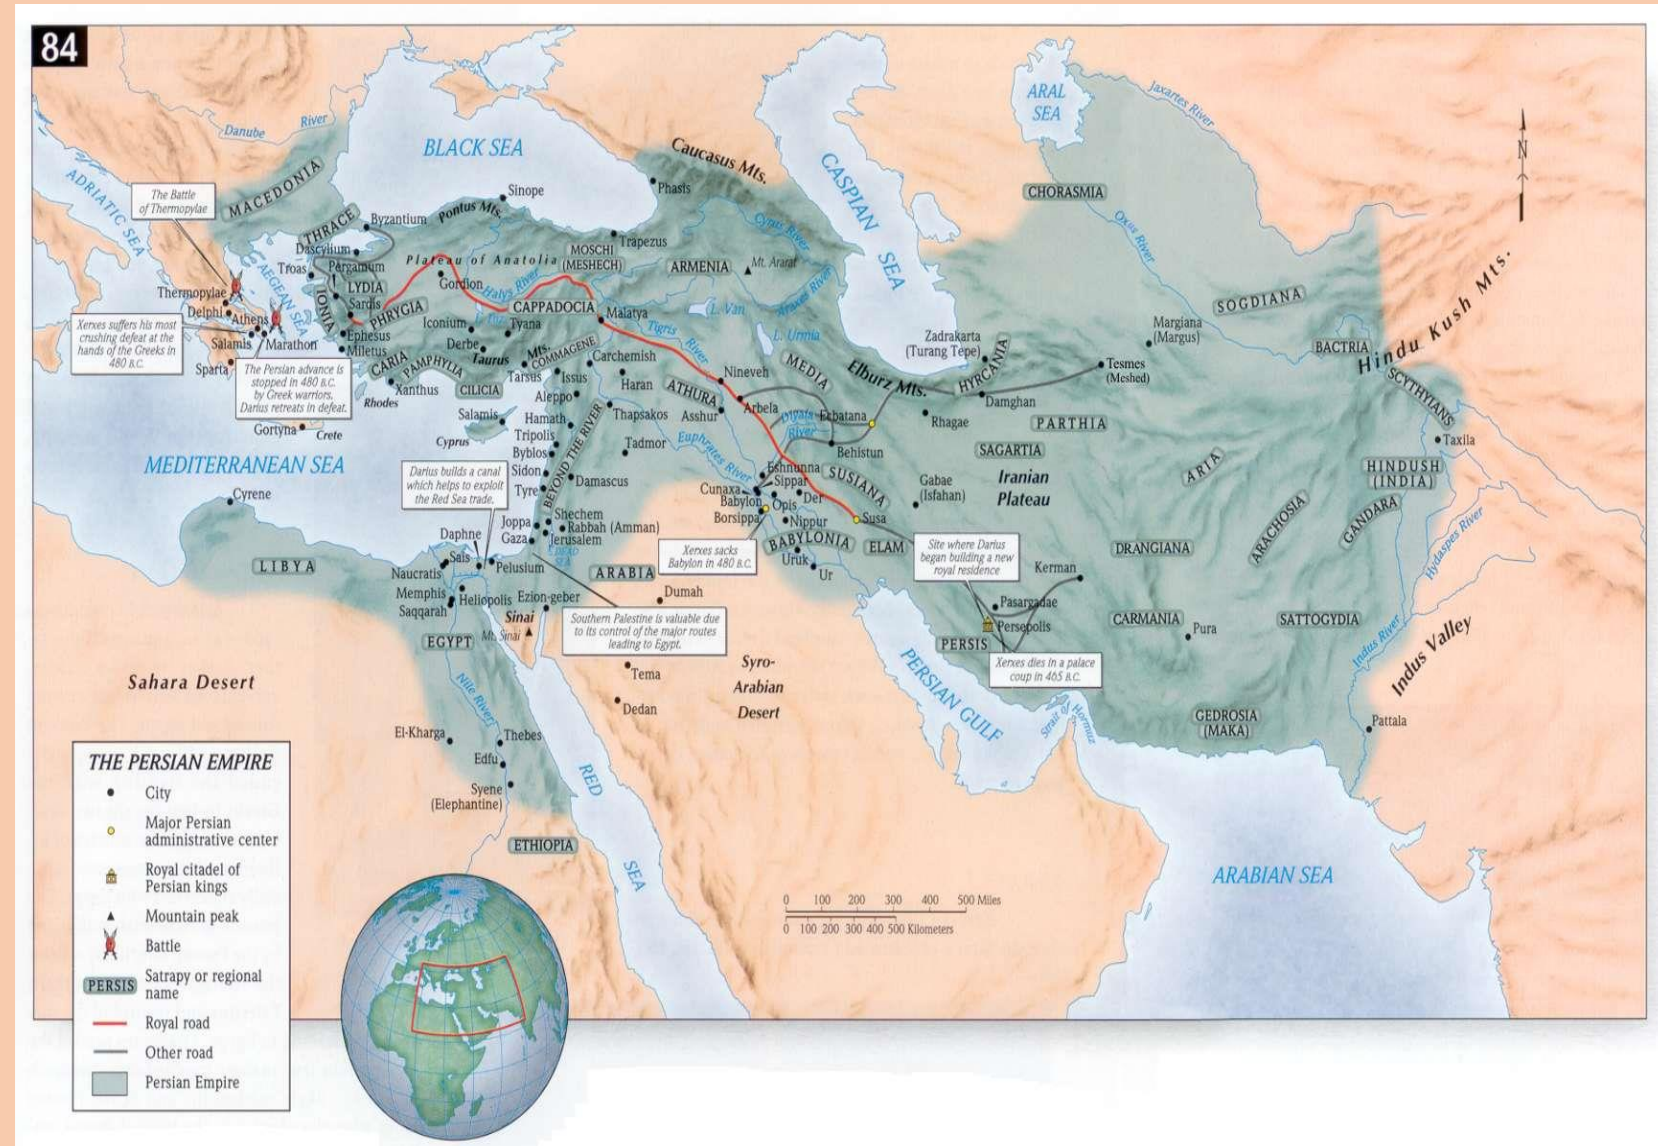 84
Danube
River
ADRIATIC SEA
The Battle
of Thermopylae
MACEDONIA
THRACE
Byzantium
BLACK SEA
Sinope
Pontus Mts.
Phasis
Caucasus Mts.
CASPIAN
SEA
ARAL
SEA
Jaxartes River
N
CHORASMIA
Oxus River
Dascylium
Troas
Pergamum
AEGEAN SEA
Plateau of Anatolia
Trapezus
MOSCHI
(MESHECH)
ARMENIA
Mt. Ararat
Cyrus River
Araxes River
Thermopylae
Delphi
Athens
LYDIA
Sardis
IONIA
PHRYGIA
Gordion
Halys River
CAPPADOCIA
Malatya
L. Van
L. Urmia
SOGDIANA
Hindu Kush Mts.
Xerxes suffers his most
crushing defeat at the
hands of the Greeks in
480 B.C.
Salamis
Marathon
Sparta
Ephesus
Miletus
Iconium
L. Tuz
Tyana
Derbe
Taurus
Mts.
COMMAGENE
Carchemish
Tigris
River
MEDIA
Elburz Mts.
Zadrakarta
(Turang Tepe)
HYRCANIA
Margiana
(Margus)
BACTRIA
Tesmes
(Meshed)
SCYTHYANS
The Persian advance is
stopped in 480 B.C.
by Greek warriors.
Darius retreats in defeat.
CARIA
PAMPHYLIA
Xanthus
Rhodes
CILICIA
Tarsus
Issus
Haran
Aleppo
Nineveh
ATHURA
Arbela
Asshur
Ecbatana
Diyala
River
Behistun
Rhagae
Damghan
PARTHIA
Gortyna
Crete
Salamis
Cyprus
Hamath
Thapsakos
Tripolis
Byblos
Tadmor
Euphrates River
SAGARTIA
Iranian
Plateau
ARIA
Taxila
HINDUSH
(INDIA)
MEDITERRANEAN SEA
Darius builds a canal
which helps to exploit
the Red Sea trade.
Sidon
Tyre
Damascus
BEYOND THE RIVER
Eshnunna
Sippar
Cunaxa
Babylon
Opis
Der
Borsippa
Nippur
SUSIANA
Susa
Gabae
(Isfahan)
ARACHOSIA
GANDARA
Cyrene
Joppa
Gaza
Shechem
Rabbah (Amman)
Jerusalem
DEAD
SEA
Xerxes sacks
Babylon in 480 B.C.
BABYLONIA
ELAM
Uruk
Ur
Site where Darius
began building a new
royal residence
DRANGIANA
Hydaspes River
LIBYA
Daphne
Sais
Naucratis
Pelusium
Memphis
Saqqarah
Heliopolis
Ezion-geber
ARABIA
Dumah
Kerman
Pasargadae
Persepolis
PERSIS
CARMANIA
Pura
SATTOGYDIA
Indus River
Indus Valley
EGYPT
Sinai
Mt. Sinai
Southern Palestine is valuable due
to its control of the major routes
leading to Egypt.
Xerxes dies in a palace
coup in 465 B.C.
Sahara Desert
Nile River
Tema
Dedan
Syro-
Arabian
Desert
PERSIAN GULF
Strait of
Hormuz
GEDROSIA
(MAKA)
Pattala
El-Kharga
Thebes
Edfu
Syene
(Elephantine)
RED
SEA
ETHIOPIA
ARABIAN SEA
THE PERSIAN EMPIRE
City
Major Persian
administrative center
Royal citadel of
Persian kings
Mountain peak
Battle
PERSIS
Satrapy or regional
name
Royal road
Other road
Persian Empire
0 100 200 300 400 500 Miles
0 100 200 300 400 500 Kilometers